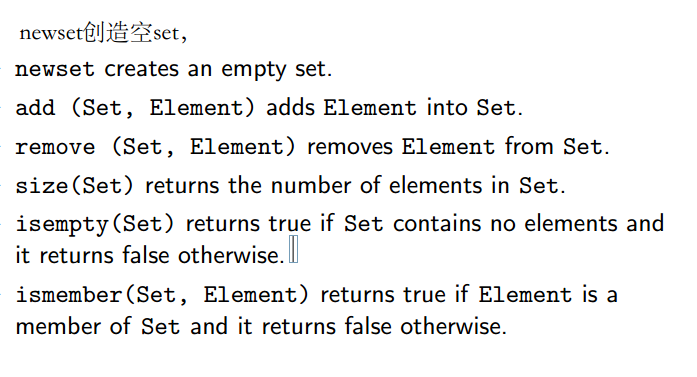 newset创造空set，
newset creates an empty set.
add (Set, Element) adds Element into Set.
remove (Set, Element) removes Element from Set.
size(Set) returns the number of elements in Set.
isempty(Set) returns true if Set contains no elements and
it returns false otherwise.
ismember(Set, Element) returns true if Element is a
member of Set and it returns false otherwise.